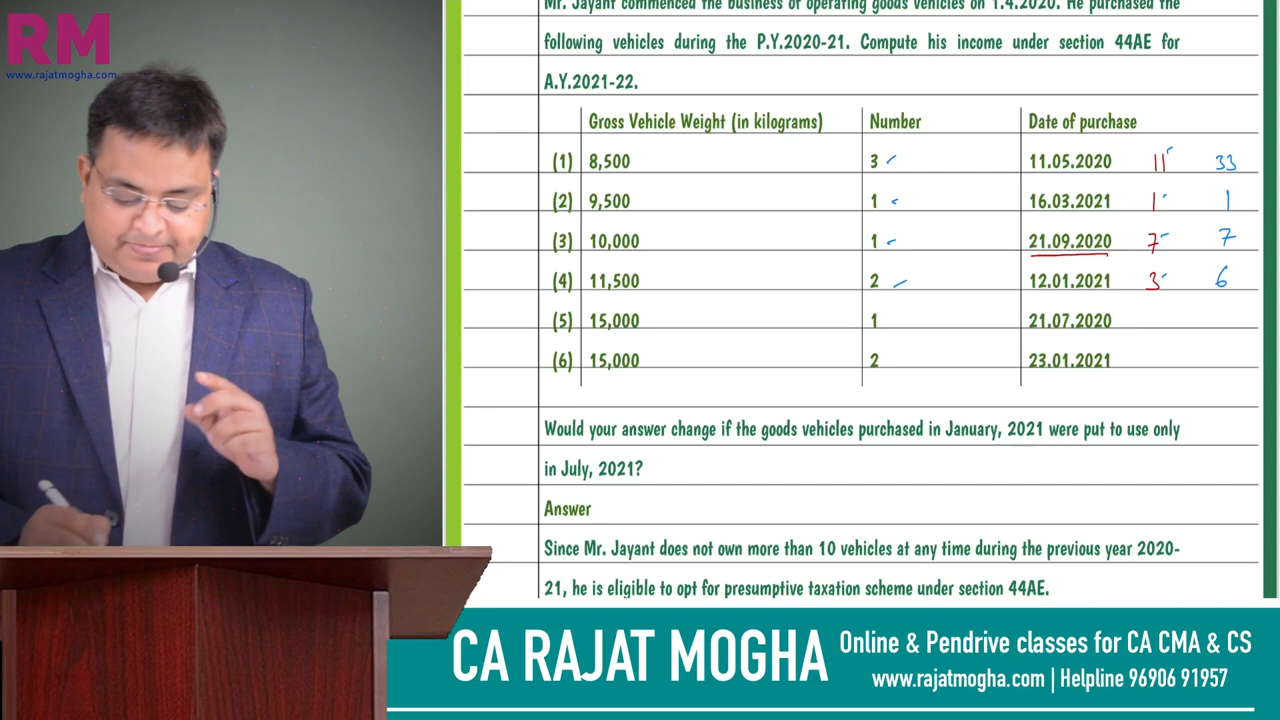 RM
www.rajatmogha.com
Mr. Jayant commenced the business of operating goods vehicles on 1.4.2020. He purchased the
following vehicles during the P.Y.2020-21. Compute his income under section 44AE for
A.Y.2021-22.
Gross Vehicle Weight (in kilograms) Number Date of purchase
(1) 8,500 3 11.05.2020 11 33
(2) 9,500 1 16.03.2021 1 1
(3) 10,000 1 21.09.2020 7 7
(4) 11,500 2 12.01.2021 3 6
(5) 15,000 1 21.07.2020
(6) 15,000 2 23.01.2021
Would your answer change if the goods vehicles purchased in January, 2021 were put to use only
in July, 2021?
Answer
Since Mr. Jayant does not own more than 10 vehicles at any time during the previous year 2020-
21, he is eligible to opt for presumptive taxation scheme under section 44AE.
CA RAJAT MOGHA
Online & Pendrive classes for CA CMA & CS
www.rajatmogha.com | Helpline 96906 91957